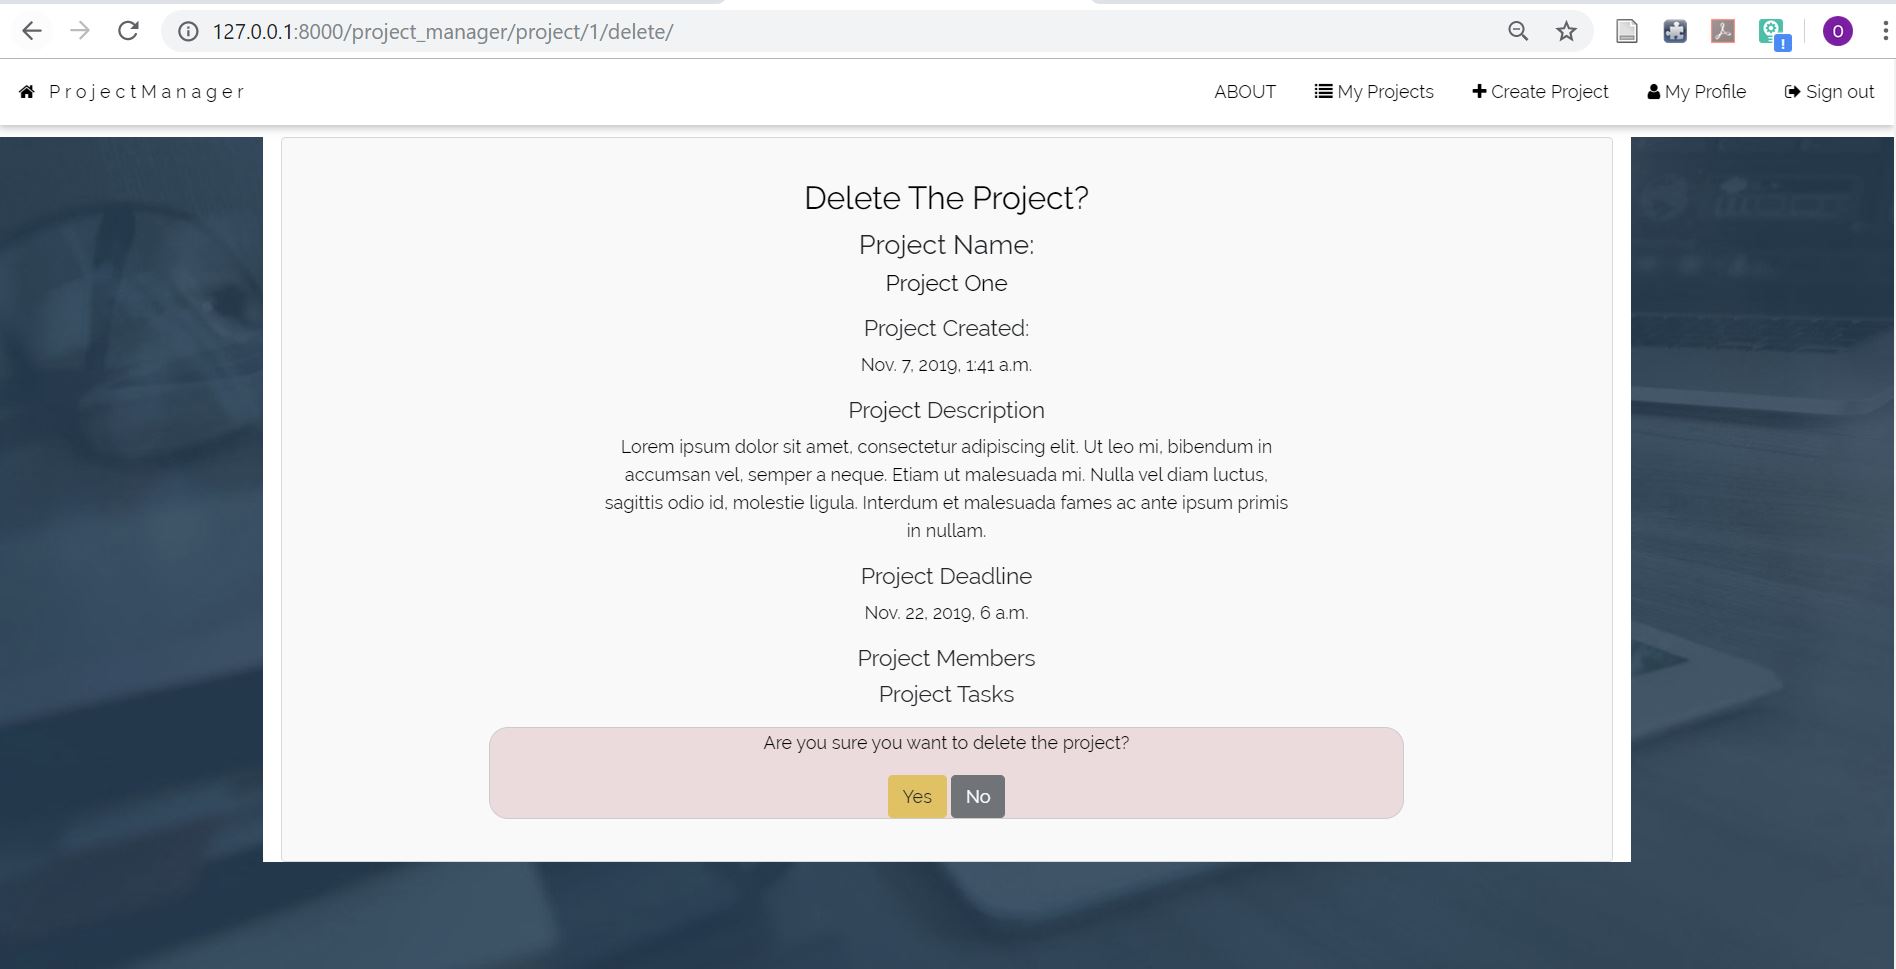 127.0.0.1:8000/project_manager/project/1/delete/
O
!
ProjectManager
ABOUT
My Projects
Create Project
My Profile
Sign out
Delete The Project?
Project Name:
Project One
Project Created:
Nov. 7, 2019, 1:41 a.m.
Project Description
Lorem ipsum dolor sit amet, consectetur adipiscing elit. Ut leo mi, bibendum in
accumsan vel, semper a neque. Etiam ut malesuada mi. Nulla vel diam luctus,
sagittis odio id, molestie ligula. Interdum et malesuada fames ac ante ipsum primis
in nullam.
Project Deadline
Nov. 22, 2019, 6 a.m.
Project Members
Project Tasks
Are you sure you want to delete the project?
Yes
No